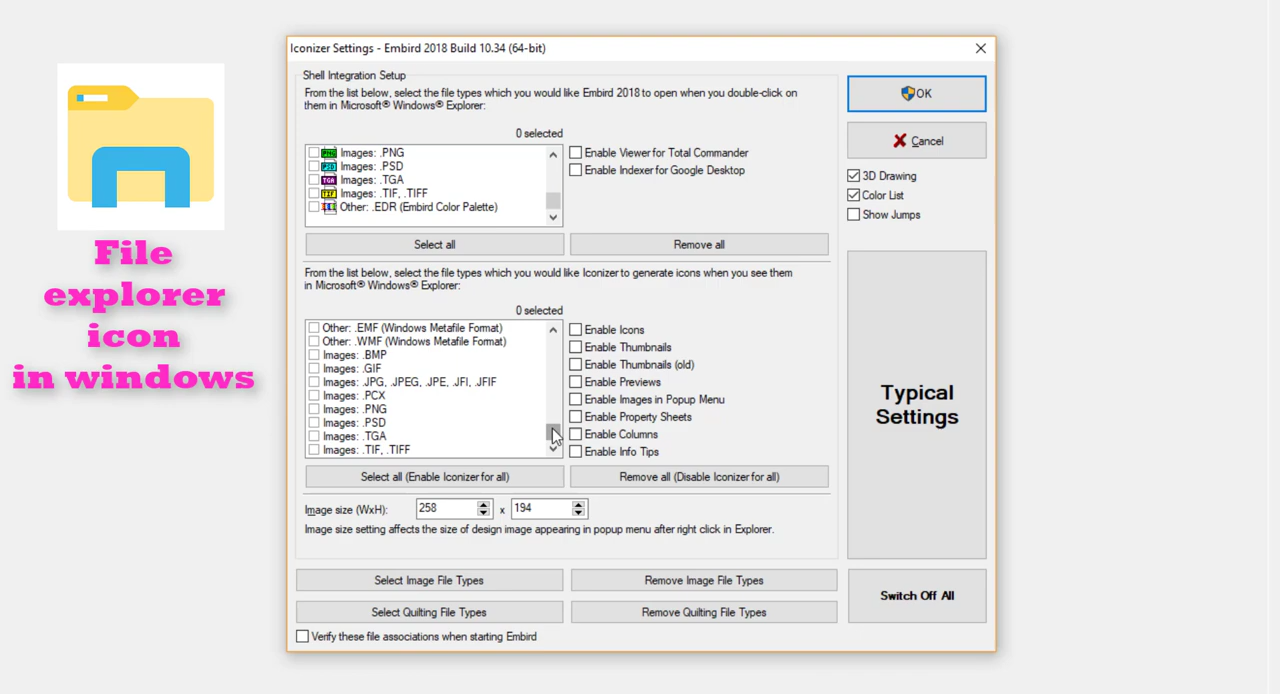 File
explorer
icon
in windows
Iconizer Settings - Embird 2018 Build 10.34 (64-bit)
Shell Integration Setup
From the list below, select the file types which you would like Embird 2018 to open when you double-click on
them in Microsoft® Windows® Explorer:
0 selected
PNG Images: .PNG
PSD Images: .PSD
TGA Images: .TGA
TIF Images: .TIF, .TIFF
Other: .EDR (Embird Color Palette)
Enable Viewer for Total Commander
Enable Indexer for Google Desktop
Select all
Remove all
From the list below, select the file types which you would like Iconizer to generate icons when you see them
in Microsoft® Windows® Explorer:
0 selected
Other: .EMF (Windows Metafile Format)
Other: .WMF (Windows Metafile Format)
Images: .BMP
Images: .GIF
Images: .JPG, .JPEG, .JPE, .JFI, .JFIF
Images: .PCX
Images: .PNG
Images: .PSD
Images: .TGA
Images: .TIF, .TIFF
Enable Icons
Enable Thumbnails
Enable Thumbnails (old)
Enable Previews
Enable Images in Popup Menu
Enable Property Sheets
Enable Columns
Enable Info Tips
Select all (Enable Iconizer for all)
Remove all (Disable Iconizer for all)
Image size (WxH): 258 x 194
Image size setting affects the size of design image appearing in popup menu after right click in Explorer.
Select Image File Types
Remove Image File Types
Select Quilting File Types
Remove Quilting File Types
Verify these file associations when starting Embird
OK
Cancel
3D Drawing
Color List
Show Jumps
Typical
Settings
Switch Off All